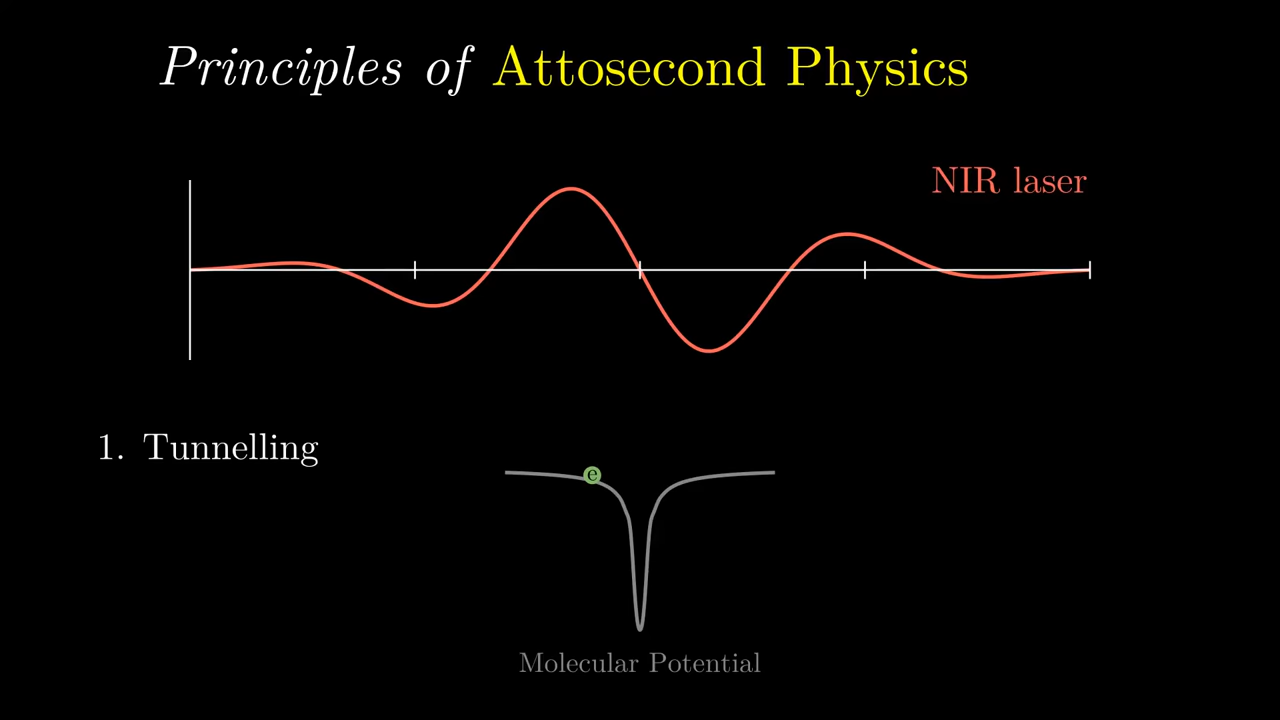 Principles of Attosecond Physics
NIR laser
1. Tunnelling
e
Molecular Potential